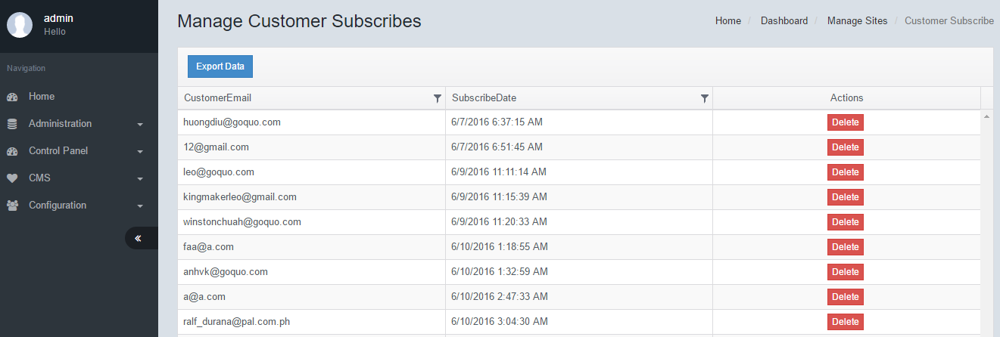 admin
Hello
Navigation
Home
Administration
Control Panel
CMS
Configuration
Manage Customer Subscribes
Home / Dashboard / Manage Sites / Customer Subscribe
Export Data
CustomerEmail SubscribeDate Actions
huongdiu@goquo.com 6/7/2016 6:37:15 AM Delete
12@gmail.com 6/7/2016 6:51:45 AM Delete
leo@goquo.com 6/9/2016 11:11:14 AM Delete
kingmakerleo@gmail.com 6/9/2016 11:15:39 AM Delete
winstonchuah@goquo.com 6/9/2016 11:20:33 AM Delete
faa@a.com 6/10/2016 1:18:55 AM Delete
anhvk@goquo.com 6/10/2016 1:32:59 AM Delete
a@a.com 6/10/2016 2:47:33 AM Delete
ralf_durana@pal.com.ph 6/10/2016 3:04:30 AM Delete